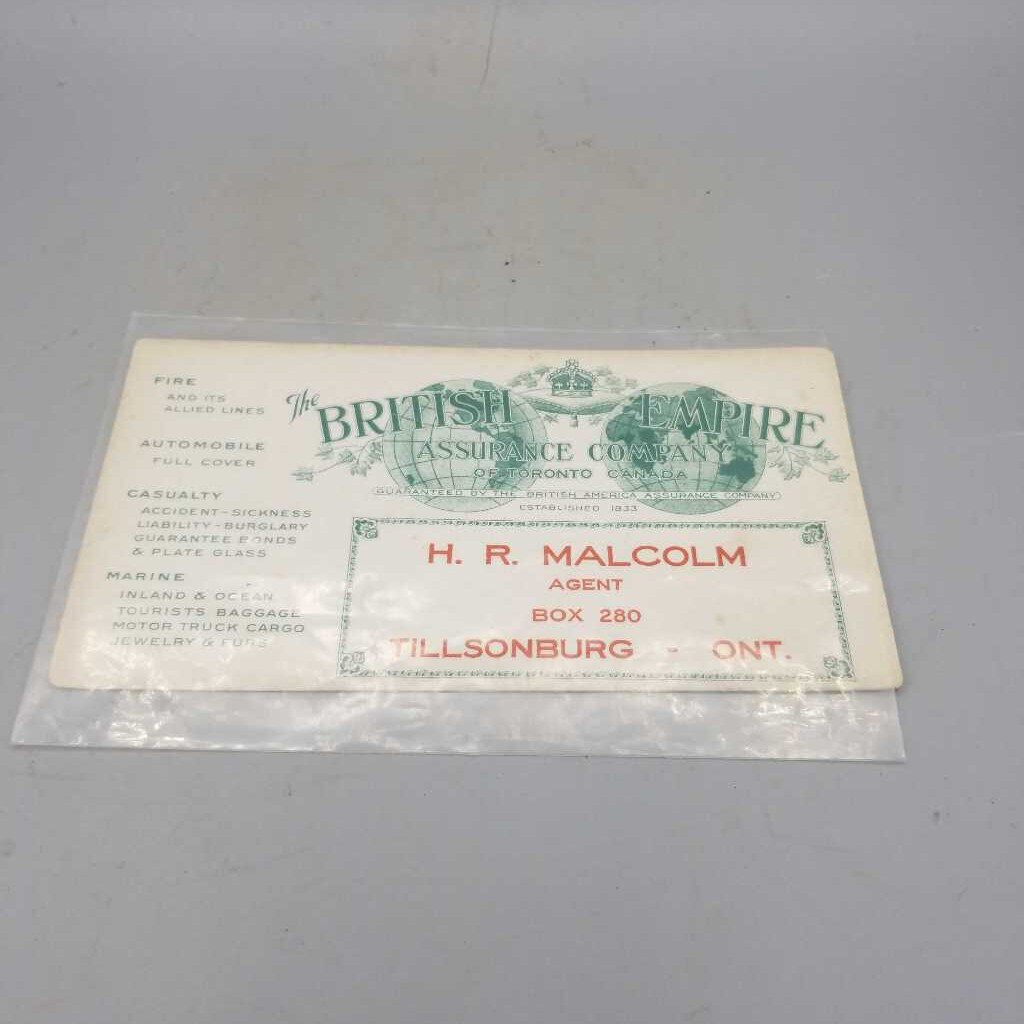 FIRE
AND ITS
ALLIED LINES
AUTOMOBILE
FULL COVER
CASUALTY
ACCIDENT-SICKNESS
LIABILITY-BURGLARY
GUARANTEE BONDS
& PLATE GLASS
MARINE
INLAND & OCEAN
TOURISTS BAGGAGE
MOTOR TRUCK CARGO
JEWELRY & FURS
The
BRITISH EMPIRE
ASSURANCE COMPANY
OF TORONTO CANADA
GUARANTEED BY THE BRITISH AMERICA ASSURANCE COMPANY
ESTABLISHED 1833
H. R. MALCOLM
AGENT
BOX 280
TILLSONBURG - ONT.